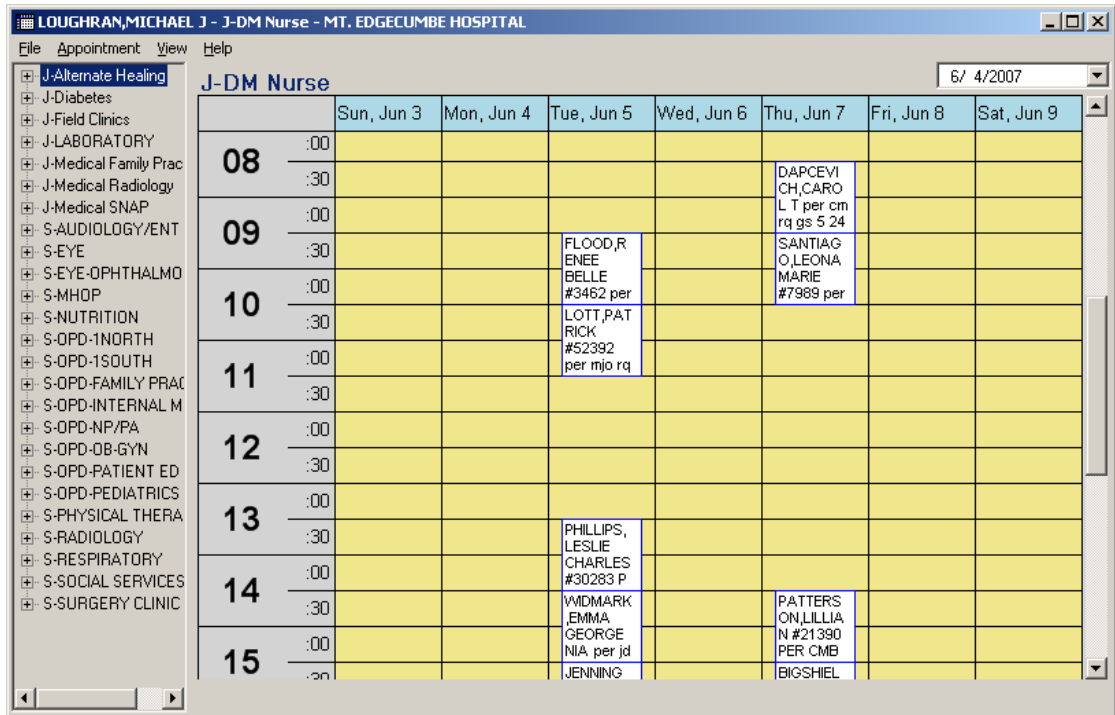 LOUGHRAN,MICHAEL J - J-DM Nurse - MT. EDGECUMBE HOSPITAL
File Appointment View Help
J-Alternate Healing
J-Diabetes
J-Field Clinics
J-LABORATORY
J-Medical Family Prac
J-Medical Radiology
J-Medical SNAP
S-AUDIOLOGY/ENT
S-EYE
S-EYE-OPHTHALMO
S-MHOP
S-NUTRITION
S-OPD-1NORTH
S-OPD-1SOUTH
S-OPD-FAMILY PRAC
S-OPD-INTERNAL M
S-OPD-NP/PA
S-OPD-OB-GYN
S-OPD-PATIENT ED
S-OPD-PEDIATRICS
S-PHYSICAL THERA
S-RADIOLOGY
S-RESPIRATORY
S-SOCIAL SERVICES
S-SURGERY CLINIC
J-DM Nurse
6/ 4/2007
Sun, Jun 3 Mon, Jun 4 Tue, Jun 5 Wed, Jun 6 Thu, Jun 7 Fri, Jun 8 Sat, Jun 9
08 :00
:30
DAPCEVI
CH,CARO
L T per cm
rq gs 5 24
09 :00
:30
FLOOD,R
ENEE
BELLE
#3462 per
SANTIAG
O,LEONA
MARIE
#7989 per
10 :00
:30
LOTT,PAT
RICK
#52392
per mjo rq
11 :00
:30
12 :00
:30
13 :00
:30
PHILLIPS,
LESLIE
CHARLES
#30283 P
14 :00
:30
WIDMARK
,EMMA
GEORGE
NIA per jd
PATTERS
ON,LILLIA
N #21390
PER CMB
15 :00
:30
JENNING
BIGSHIEL